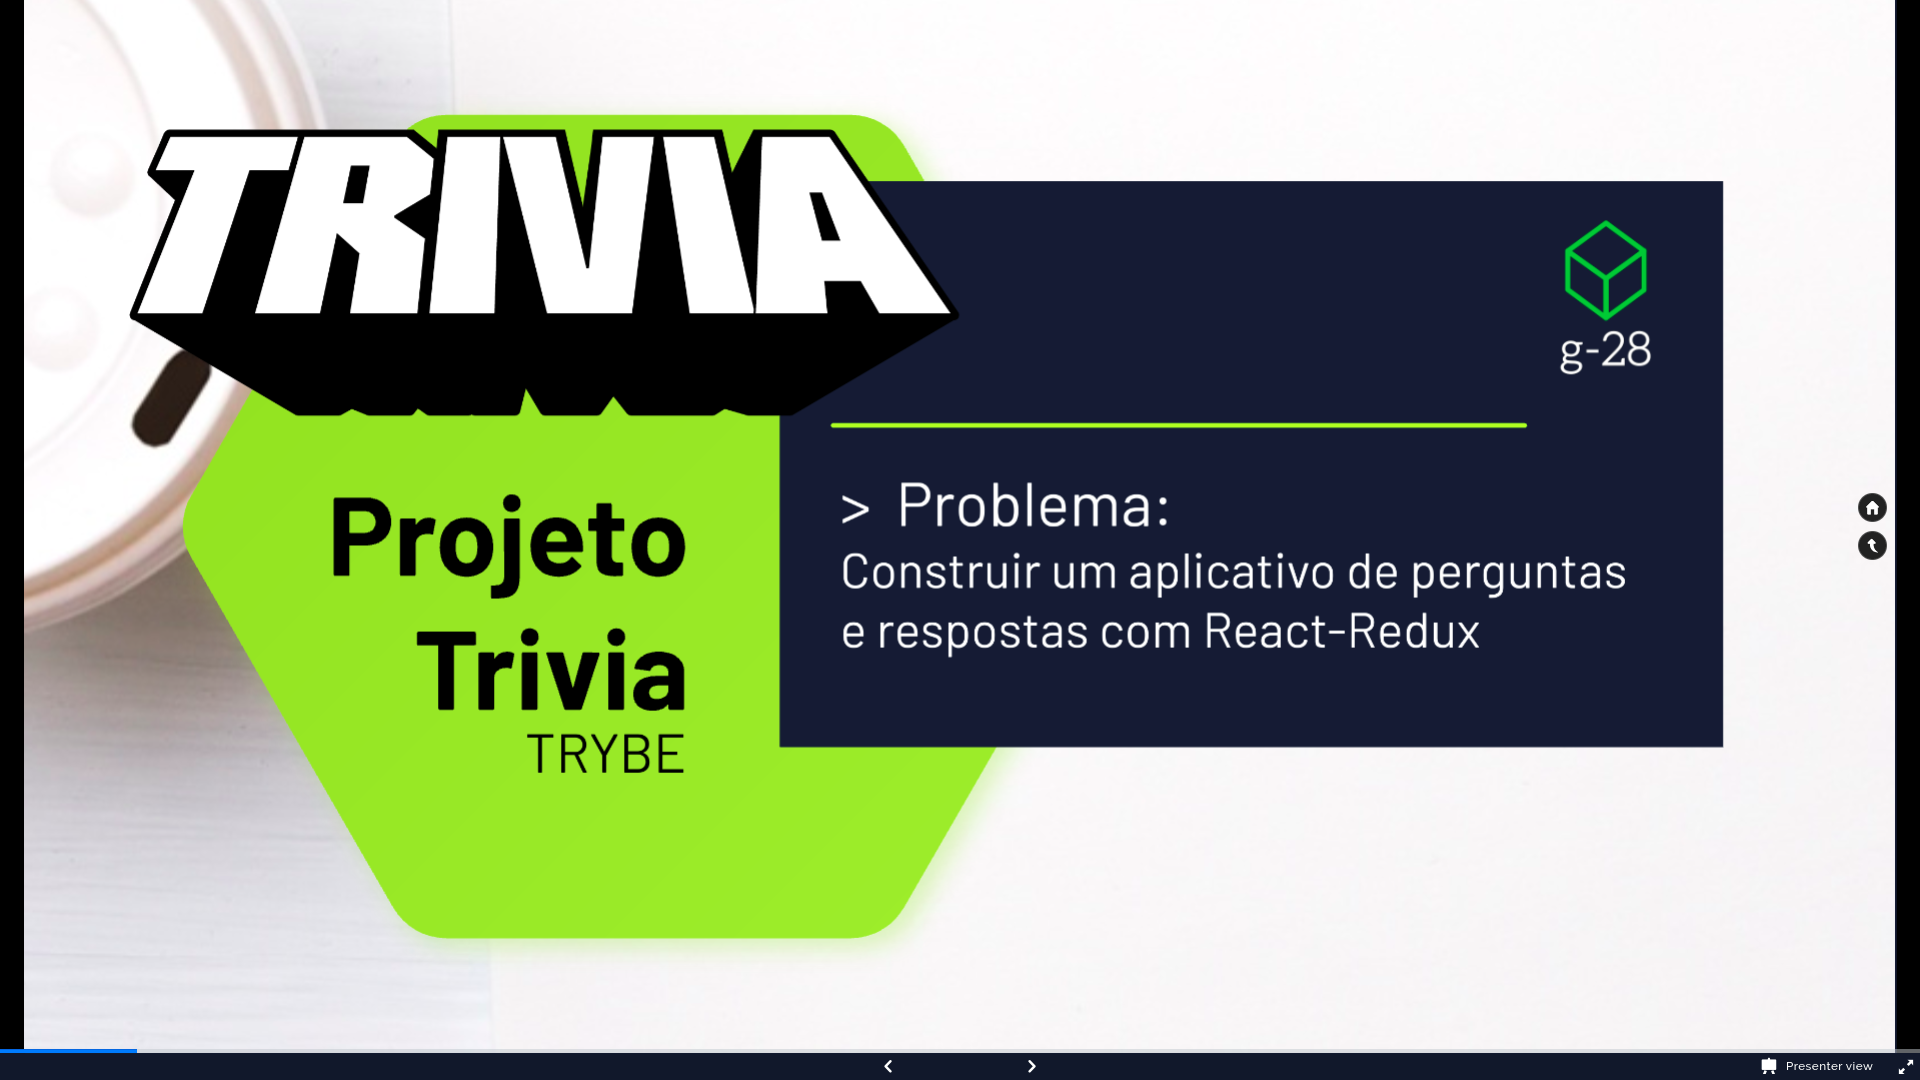 TRIVIA
Projeto
Trivia
TRYBE
g-28
> Problema:
Construir um aplicativo de perguntas
e respostas com React-Redux
Presenter view